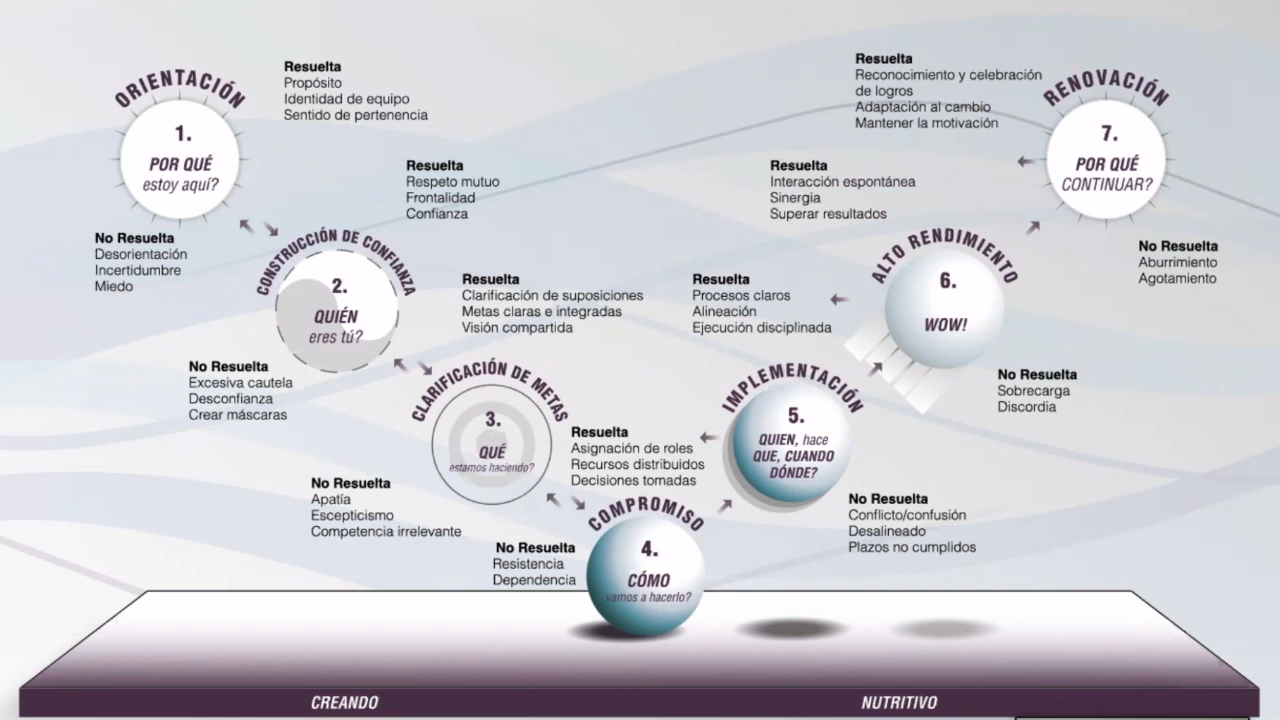 ORIENTACIÓN
1.
POR QUÉ
estoy aquí?
Resuelta
Propósito
Identidad de equipo
Sentido de pertenencia
No Resuelta
Desorientación
Incertidumbre
Miedo
CONSTRUCCIÓN DE CONFIANZA
2.
QUIÉN
eres tú?
Resuelta
Respeto mutuo
Frontalidad
Confianza
No Resuelta
Excesiva cautela
Desconfianza
Crear máscaras
CLARIFICACIÓN DE METAS
3.
QUÉ
estamos haciendo?
Resuelta
Clarificación de suposiciones
Metas claras e integradas
Visión compartida
No Resuelta
Apatía
Escepticismo
Competencia irrelevante
COMPROMISO
4.
CÓMO
vamos a hacerlo?
Resuelta
Asignación de roles
Recursos distribuidos
Decisiones tomadas
No Resuelta
Resistencia
Dependencia
IMPLEMENTACIÓN
5.
QUIEN, hace
QUE, CUANDO
DÓNDE?
Resuelta
Procesos claros
Alineación
Ejecución disciplinada
No Resuelta
Conflicto/confusión
Desalineado
Plazos no cumplidos
ALTO RENDIMIENTO
6.
WOW!
Resuelta
Interacción espontánea
Sinergia
Superar resultados
No Resuelta
Sobrecarga
Discordia
RENOVACIÓN
7.
POR QUÉ
CONTINUAR?
Resuelta
Reconocimiento y celebración
de logros
Adaptación al cambio
Mantener la motivación
No Resuelta
Aburrimiento
Agotamiento
CREANDO
NUTRITIVO